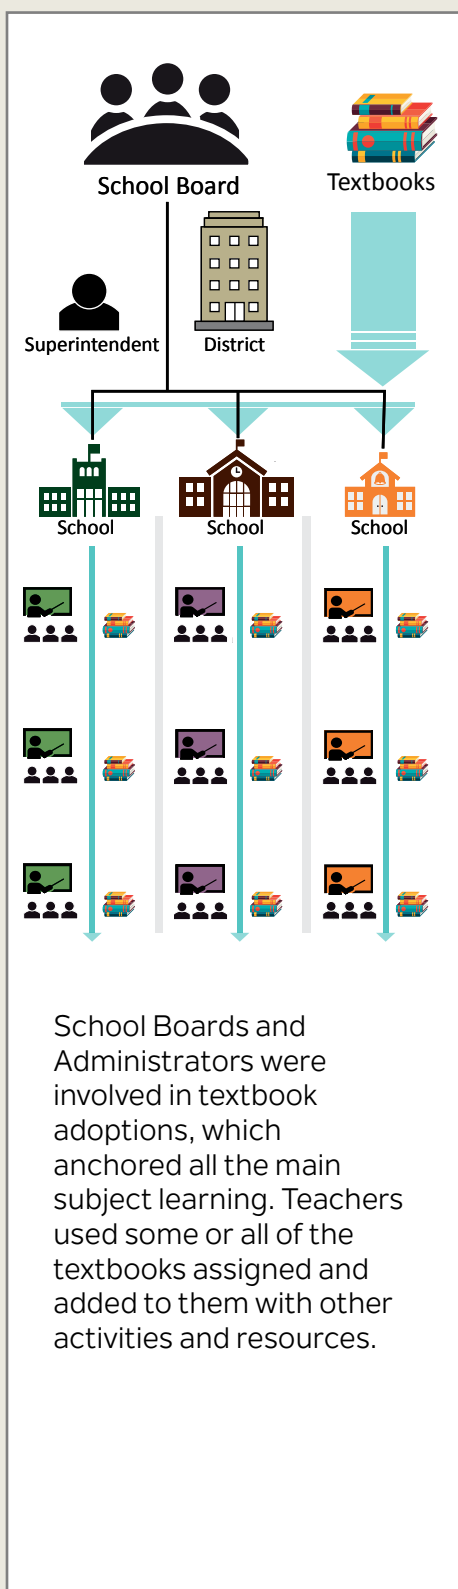 School Board
Textbooks
Superintendent
District
School
School
School
School Boards and
Administrators were
involved in textbook
adoptions, which
anchored all the main
subject learning. Teachers
used some or all of the
textbooks assigned and
added to them with other
activities and resources.